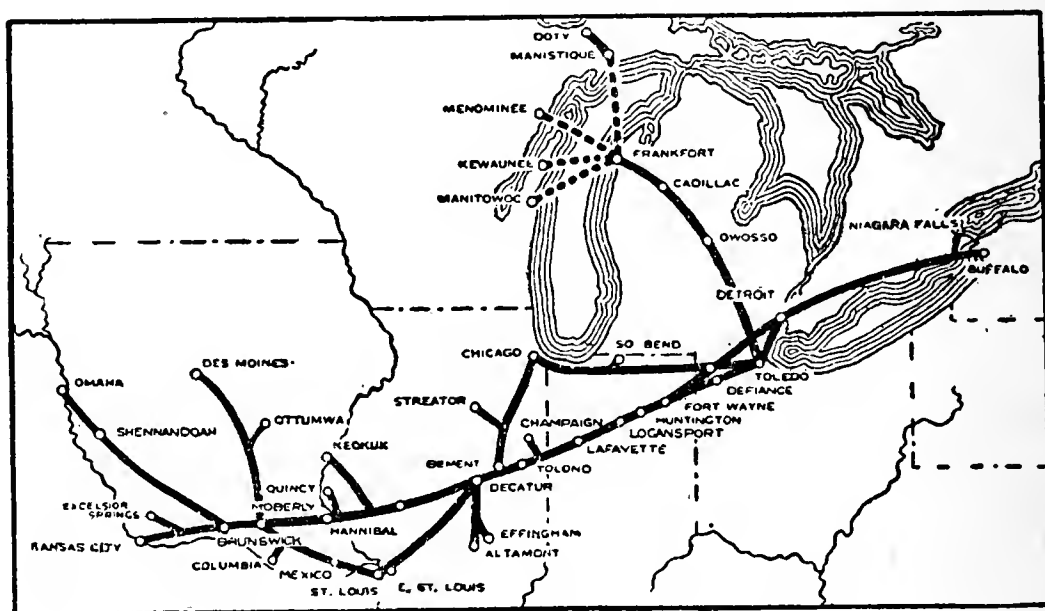 DOTY
MANISTIQUE
MENOMINEE
KEWAUNEE
FRANKFORT
MANITOWOC
CADILLAC
OWOSSO
NIAGARA FALLS
BUFFALO
DETROIT
CHICAGO
SO BEND
DES MOINES
OMAHA
TOLEDO
DEFIANCE
STREATOR
FORT WAYNE
HUNTINGTON
OTTUMWA
CHAMPAIGN
LOGANSPORT
SHENNANDOAH
KEOKUK
LAFAYETTE
BEMENT
TOLONO
DECATUR
QUINCY
EXCELSIOR
SPRINGS
MOBERLY
HANNIBAL
EFFINGHAM
KANSAS CITY
BRUNSWICK
ALTAMONT
COLUMBIA
MEXICO
ST. LOUIS
E. ST. LOUIS